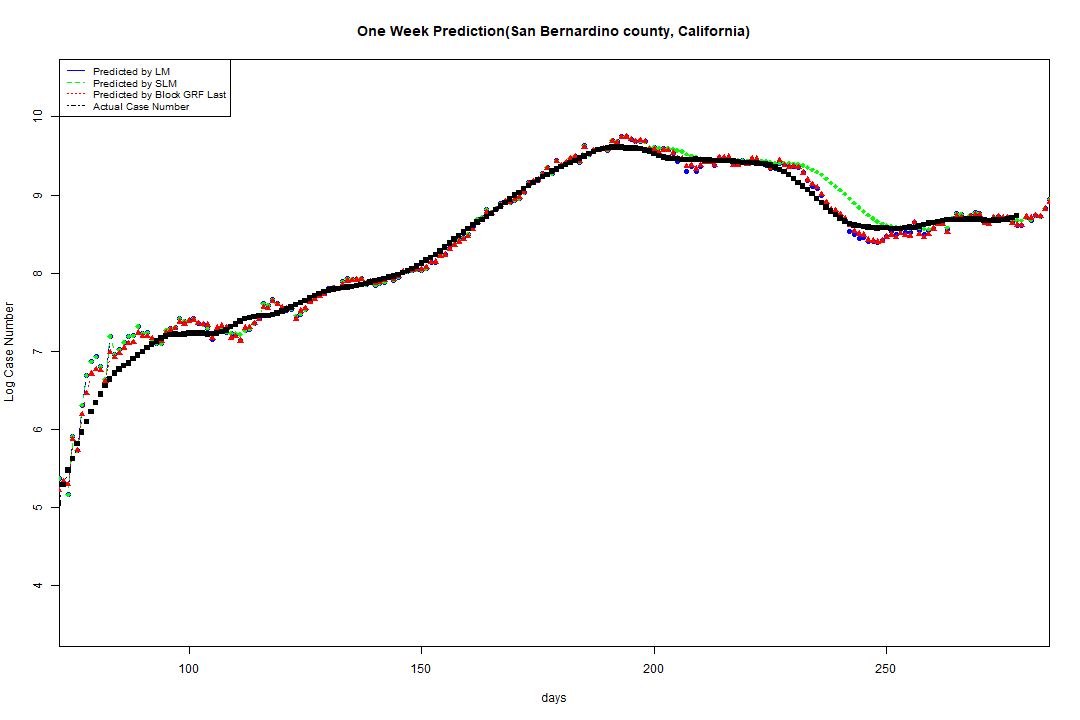 One Week Prediction(San Bernardino county, California)
Predicted by LM
Predicted by SLM
Predicted by Block GRF Last
Actual Case Number
10
9
8
7
6
5
4
Log Case Number
100
150
200
250
days